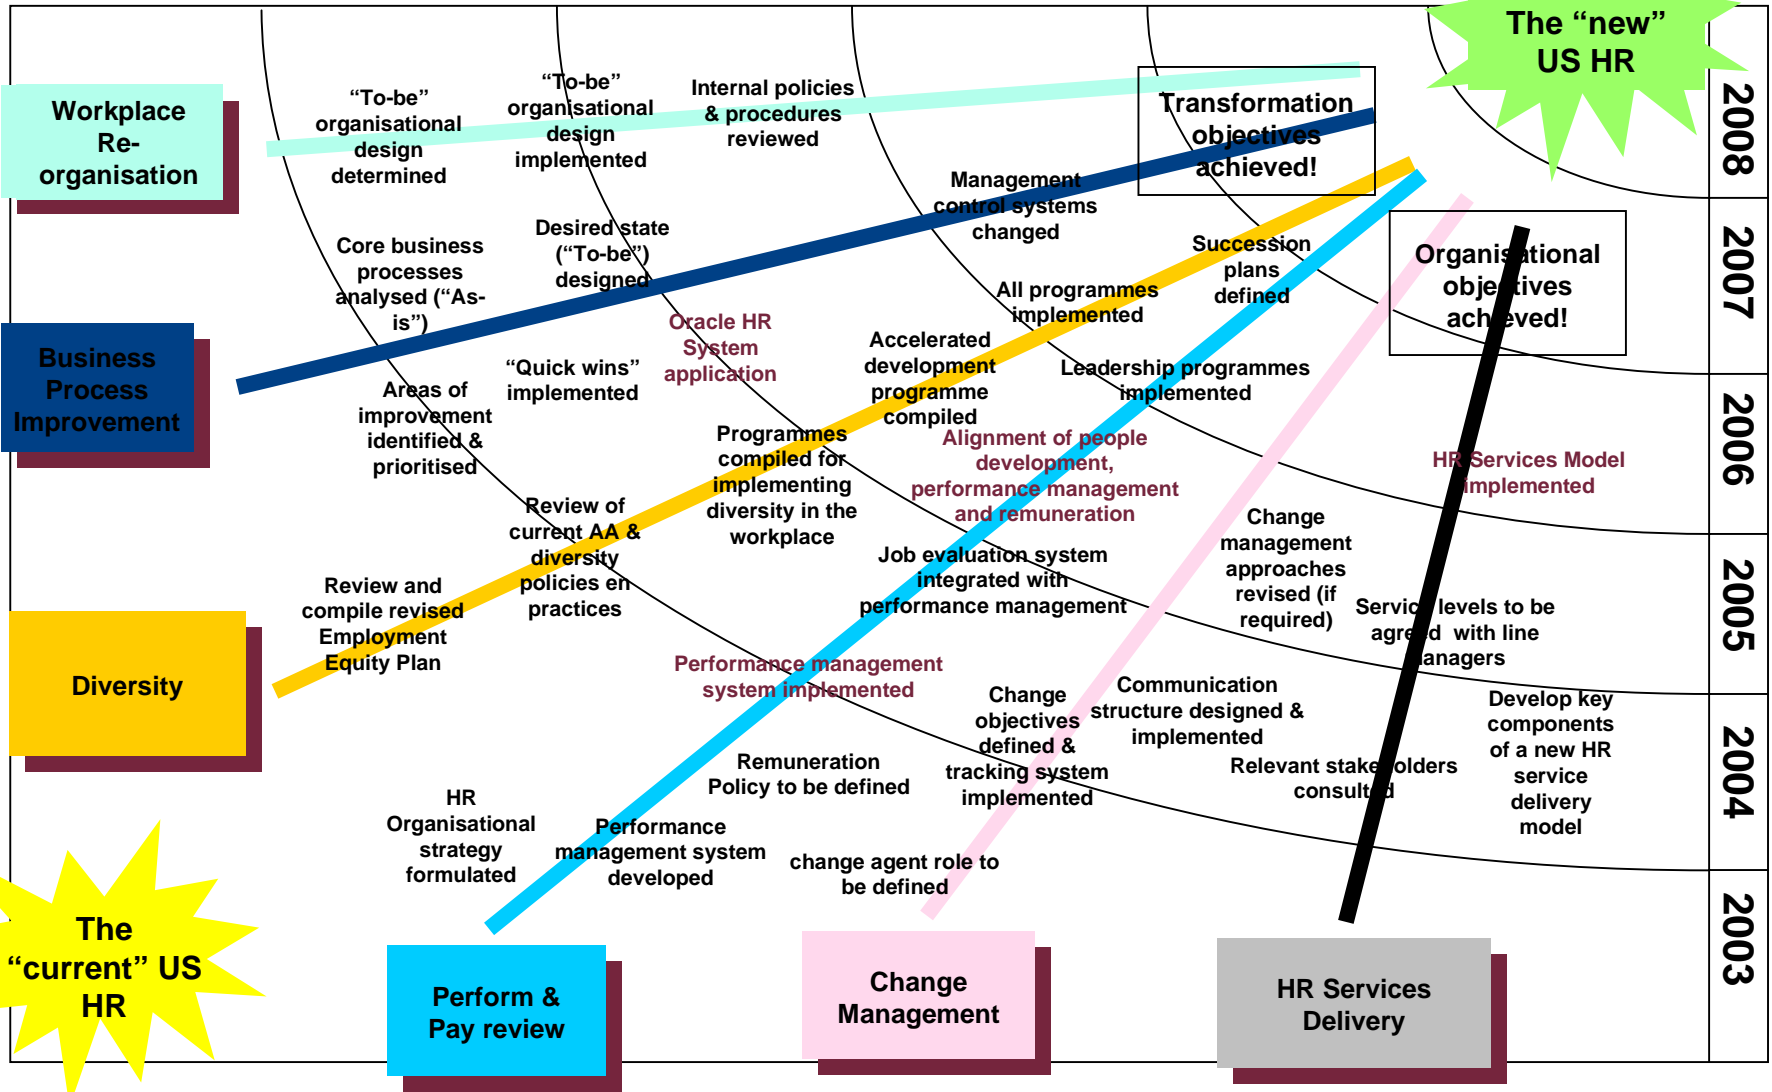 The “new”
US HR
Workplace
Re-
organisation
“To-be”
organisational
design
determined
“To-be”
organisational
design
implemented
Internal policies
& procedures
reviewed
Transformation
objectives
achieved!
2008
Core business
processes
analysed (“As-
is”)
Desired state
(“To-be”)
designed
Management
control systems
changed
Succession
plans
defined
Organisational
objectives
achieved!
2007
Business
Process
Improvement
Areas of
improvement
identified &
prioritised
“Quick wins”
implemented
Oracle HR
System
application
Accelerated
development
programme
compiled
All programmes
implemented
Leadership programmes
implemented
2006
Programmes
compiled for
implementing
diversity in the
workplace
Alignment of people
development,
performance management
and remuneration
HR Services Model
implemented
Diversity
Review and
compile revised
Employment
Equity Plan
Review of
current AA &
diversity
policies en
practices
Job evaluation system
integrated with
performance management
Change
management
approaches
revised (if
required)
Service levels to be
agreed with line
managers
2005
Performance management
system implemented
Change
objectives
defined &
tracking system
implemented
Communication
structure designed &
implemented
Relevant stakeholders
consulted
Develop key
components
of a new HR
service
delivery
model
2004
HR
Organisational
strategy
formulated
Remuneration
Policy to be defined
Performance
management system
developed
change agent role to
be defined
2003
The
“current” US
HR
Perform &
Pay review
Change
Management
HR Services
Delivery